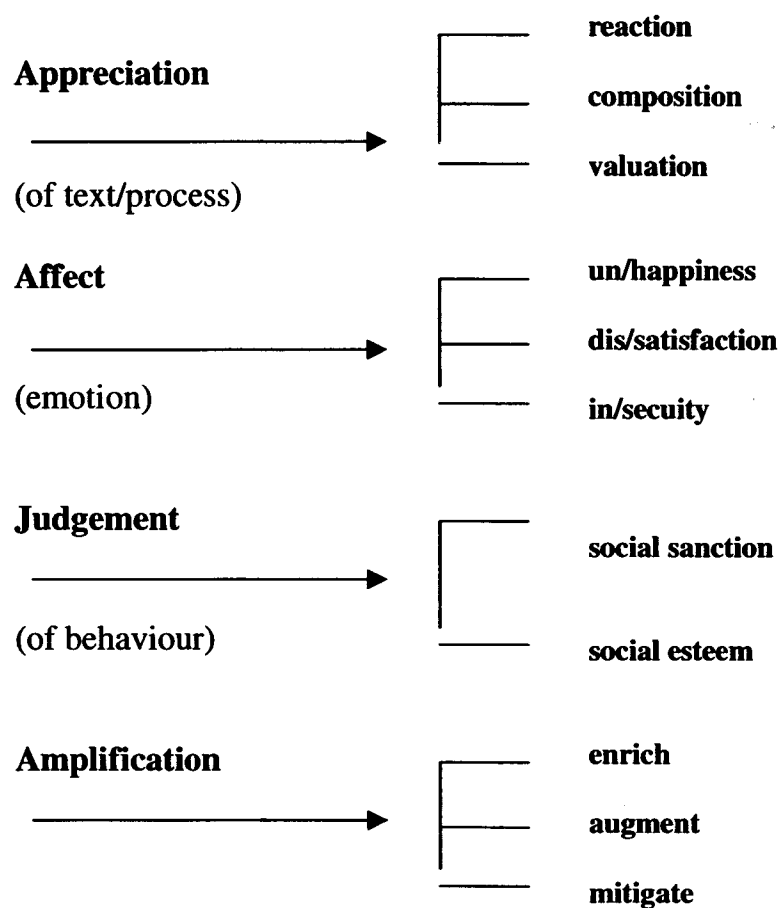 reaction
Appreciation
composition
valuation
(of text/process)
Affect
un/happiness
dis/satisfaction
(emotion)
in/secuity
Judgement
social sanction
(of behaviour)
social esteem
Amplification
enrich
augment
mitigate